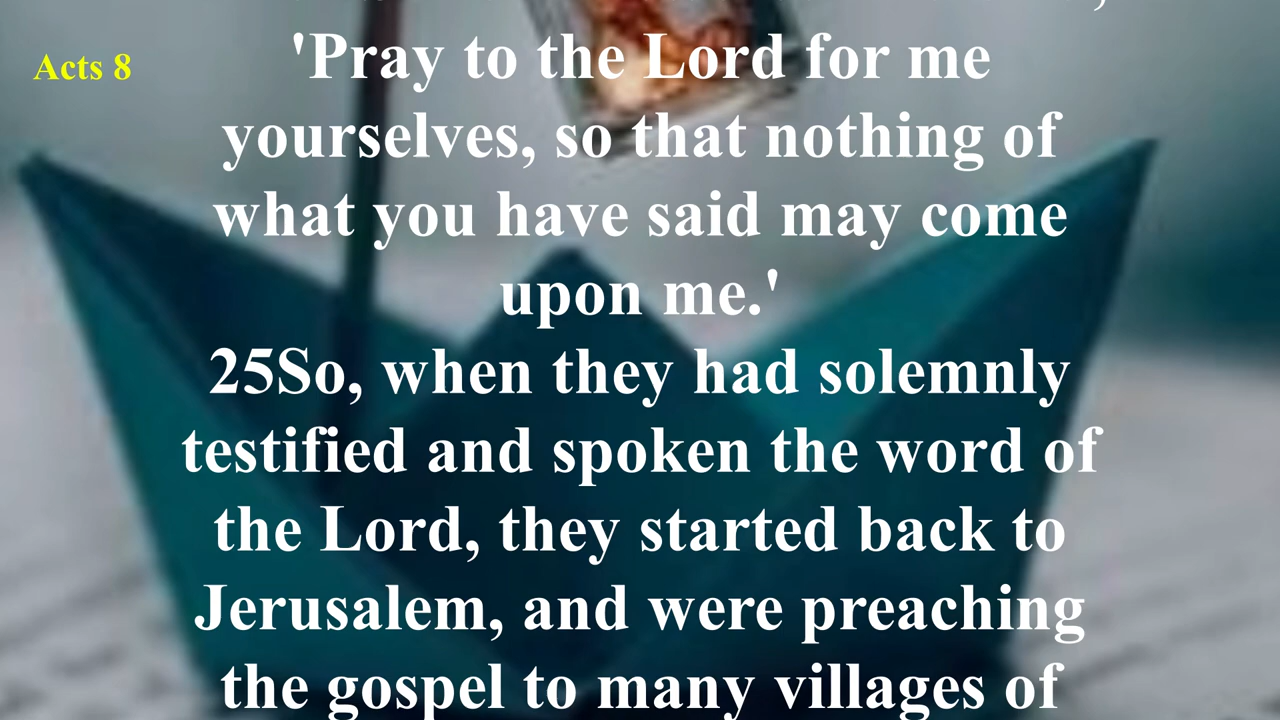 Acts 8
'Pray to the Lord for me
yourselves, so that nothing of
what you have said may come
upon me.'
25So, when they had solemnly
testified and spoken the word of
the Lord, they started back to
Jerusalem, and were preaching
the gospel to many villages of